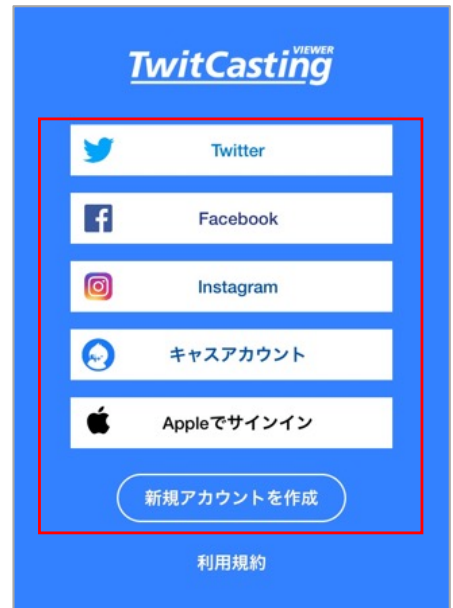 VIEWER
TwitCasting
Twitter
Facebook
Instagram
キャスアカウント
Appleでサインイン
新規アカウントを作成
利用規約